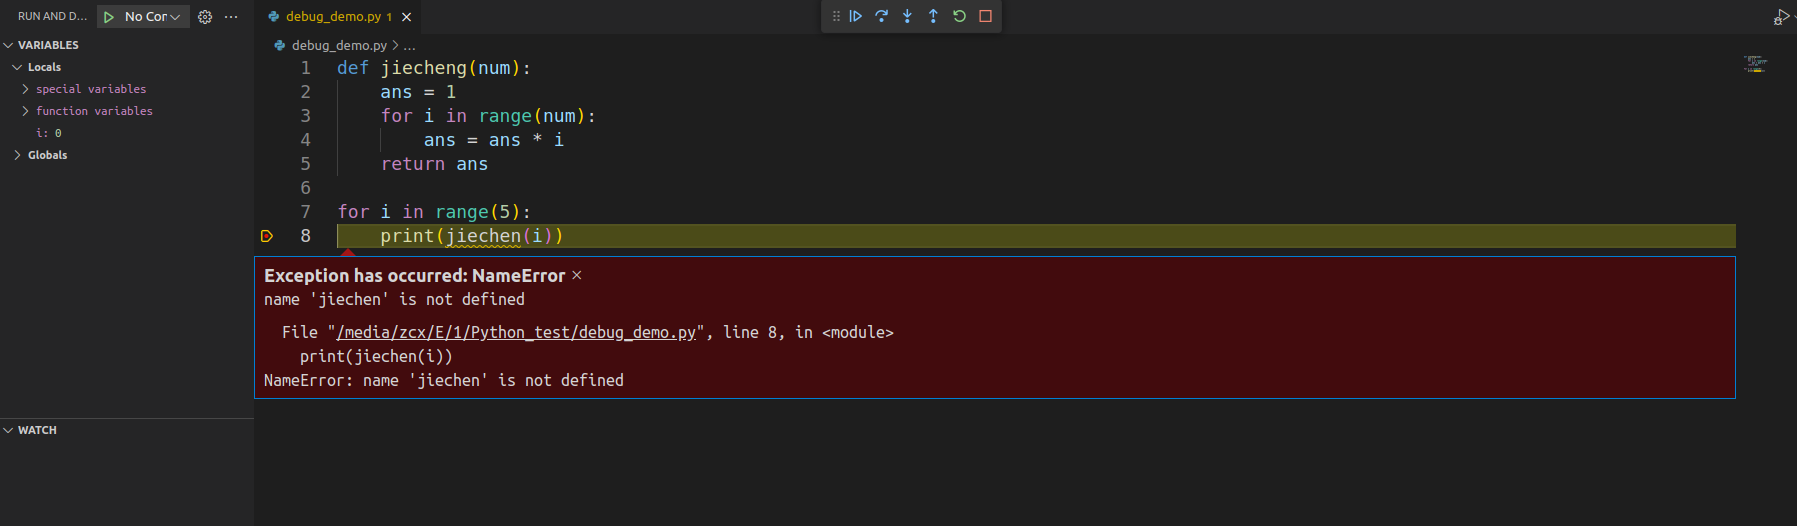 RUN AND D... No Cor
VARIABLES
Locals
special variables
function variables
i: 0
Globals
WATCH
debug_demo.py 1
debug_demo.py > ...
1 def jiecheng(num):
2 ans = 1
3 for i in range(num):
4 ans = ans * i
5 return ans
6
7 for i in range(5):
8 print(jiechen(i))
Exception has occurred: NameError
name 'jiechen' is not defined
File "/media/zcx/E/1/Python_test/debug_demo.py", line 8, in <module>
print(jiechen(i))
NameError: name 'jiechen' is not defined